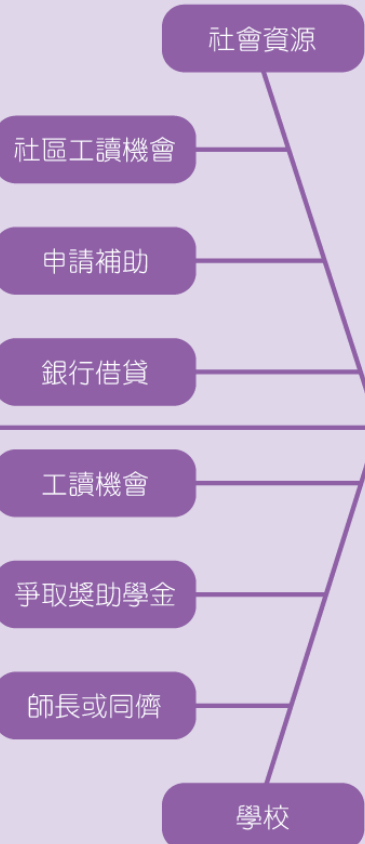 社會資源
社區工讀機會
申請補助
銀行借貸
工讀機會
爭取獎助學金
師長或同儕
學校